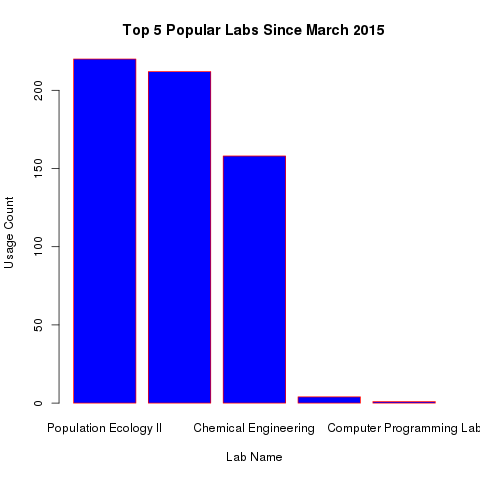 Top 5 Popular Labs Since March 2015
Usage Count
200
150
100
50
0
Population Ecology II
Chemical Engineering
Computer Programming Lab
Lab Name